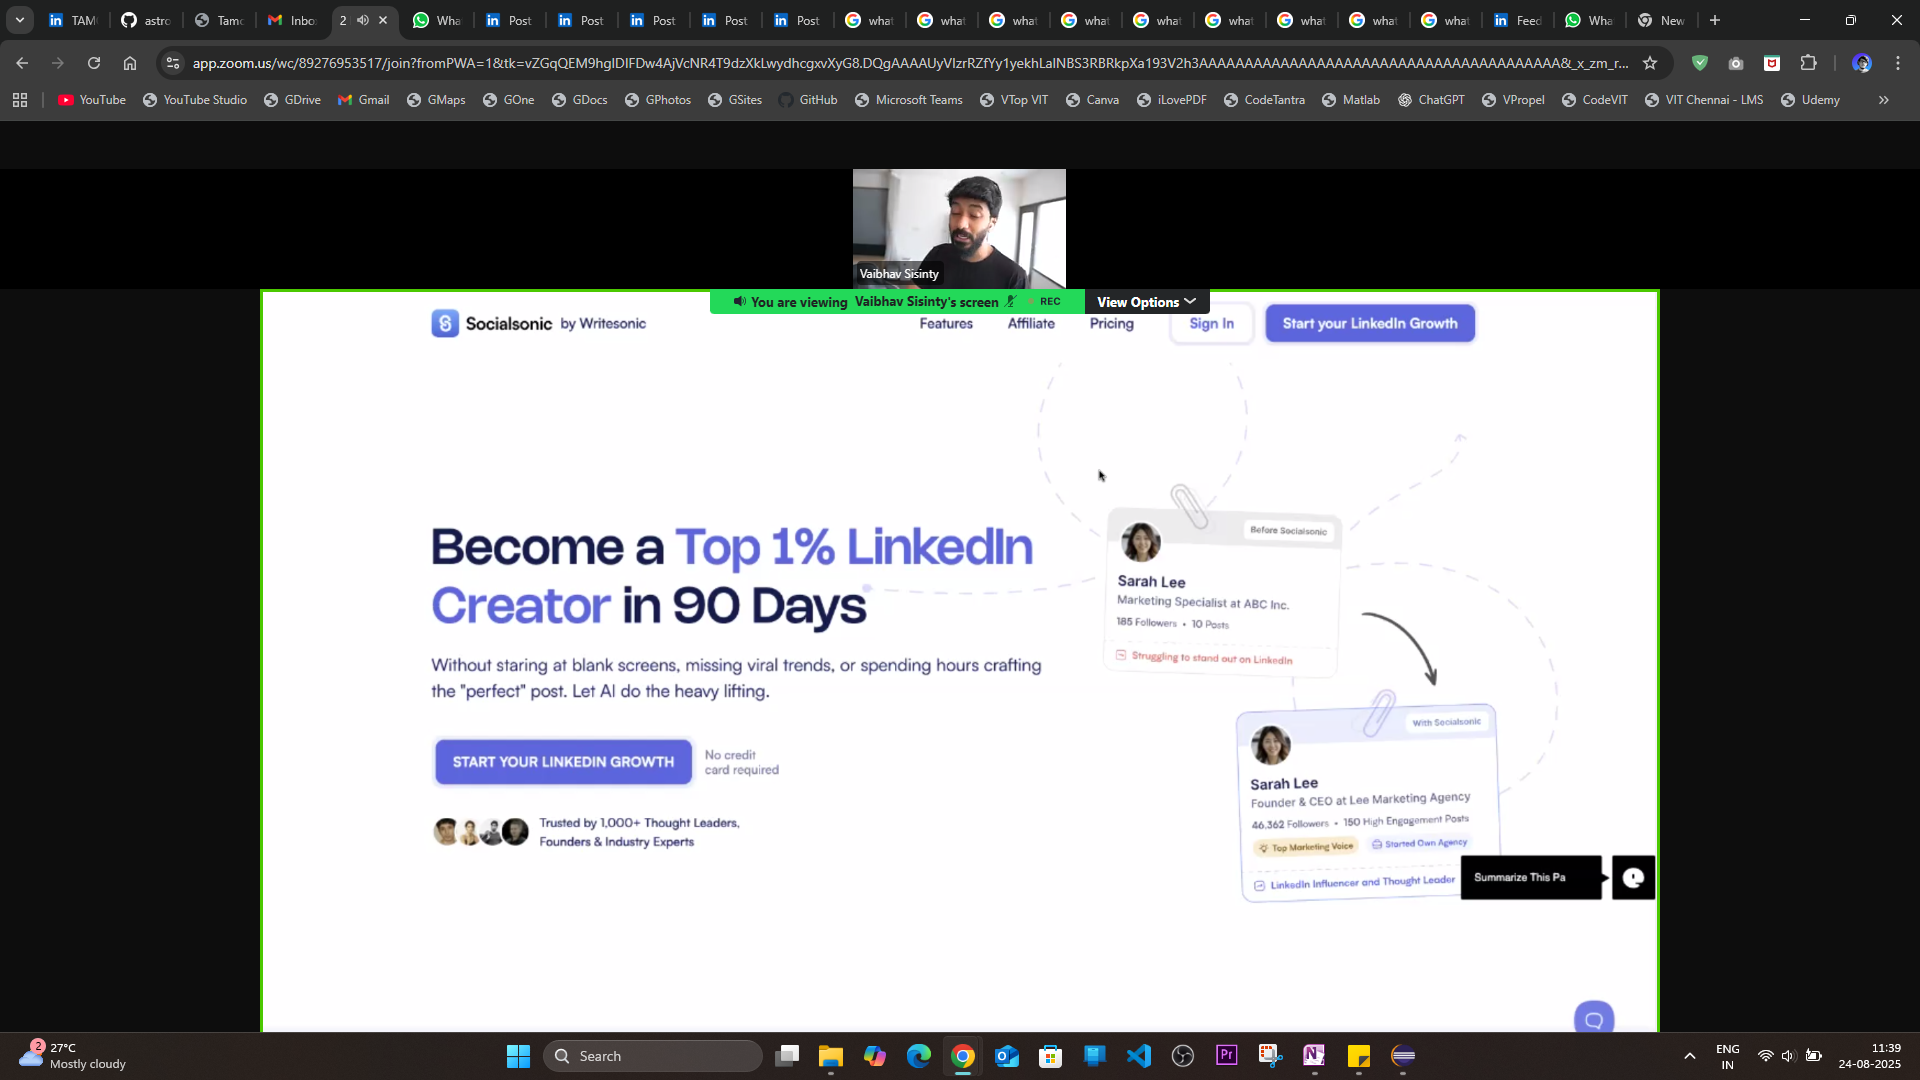 TAM
astro
Tamc
Inbo
2
Wha
Post
Post
Post
Post
Post
what
what
what
what
what
what
what
what
what
Feed
Wha
New
app.zoom.us/wc/89276953517/join?fromPWA=1&tk=
YouTube
YouTube Studio
GDrive
Gmail
GMaps
GOne
GDocs
GPhotos
GSites
GitHub
Microsoft Teams
VTop VIT
Canva
iLovePDF
CodeTantra
Matlab
ChatGPT
VPropel
CodeVIT
VIT Chennai - LMS
Udemy
Vaibhav Sisinty
You are viewing Vaibhav Sisinty's screen
REC
View Options
Socialsonic by Writesonic
Features
Affiliate
Pricing
Sign In
Start your LinkedIn Growth
Become a Top 1% LinkedIn
Creator in 90 Days
Without staring at blank screens, missing viral trends, or spending hours crafting
the "perfect" post. Let AI do the heavy lifting.
START YOUR LINKEDIN GROWTH
No credit
card required
Trusted by 1,000+ Thought Leaders,
Founders & Industry Experts
Before Socialsonic
Sarah Lee
Marketing Specialist at ABC Inc.
185 Followers • 10 Posts
Struggling to stand out on LinkedIn
With Socialsonic
Sarah Lee
Founder & CEO at Lee Marketing Agency
46,362 Followers • 150 High Engagement Posts
Top Marketing Voice
Started Own Agency
LinkedIn Influencer and Thought Leader
Summarize This Pa
2
27°C
Mostly cloudy
Search
Pr
ENG
IN
11:39
24-08-2025